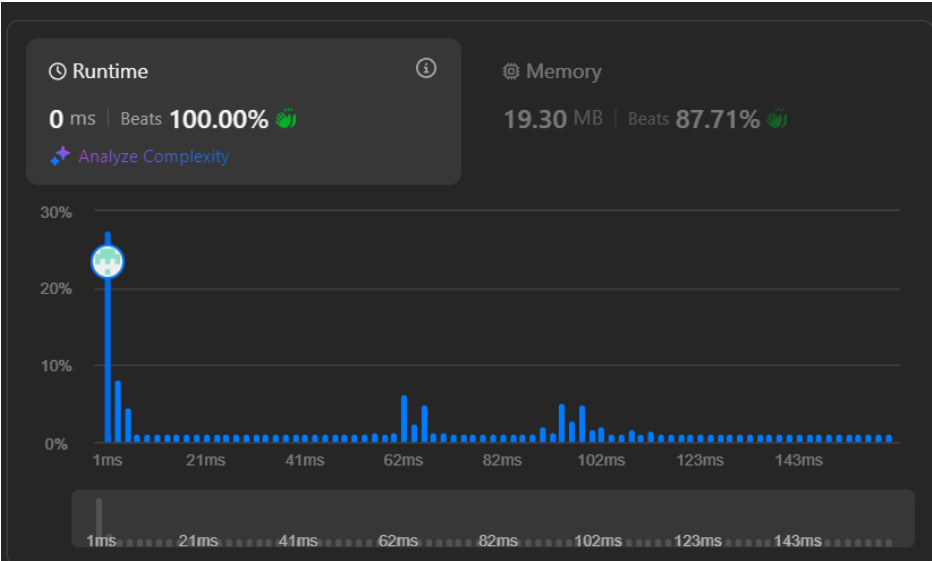 Runtime
0 ms | Beats 100.00%
Analyze Complexity
Memory
19.30 MB | Beats 87.71%
30%
20%
10%
0%
1ms 21ms 41ms 62ms 82ms 102ms 123ms 143ms
1ms 21ms 41ms 62ms 82ms 102ms 123ms 143ms